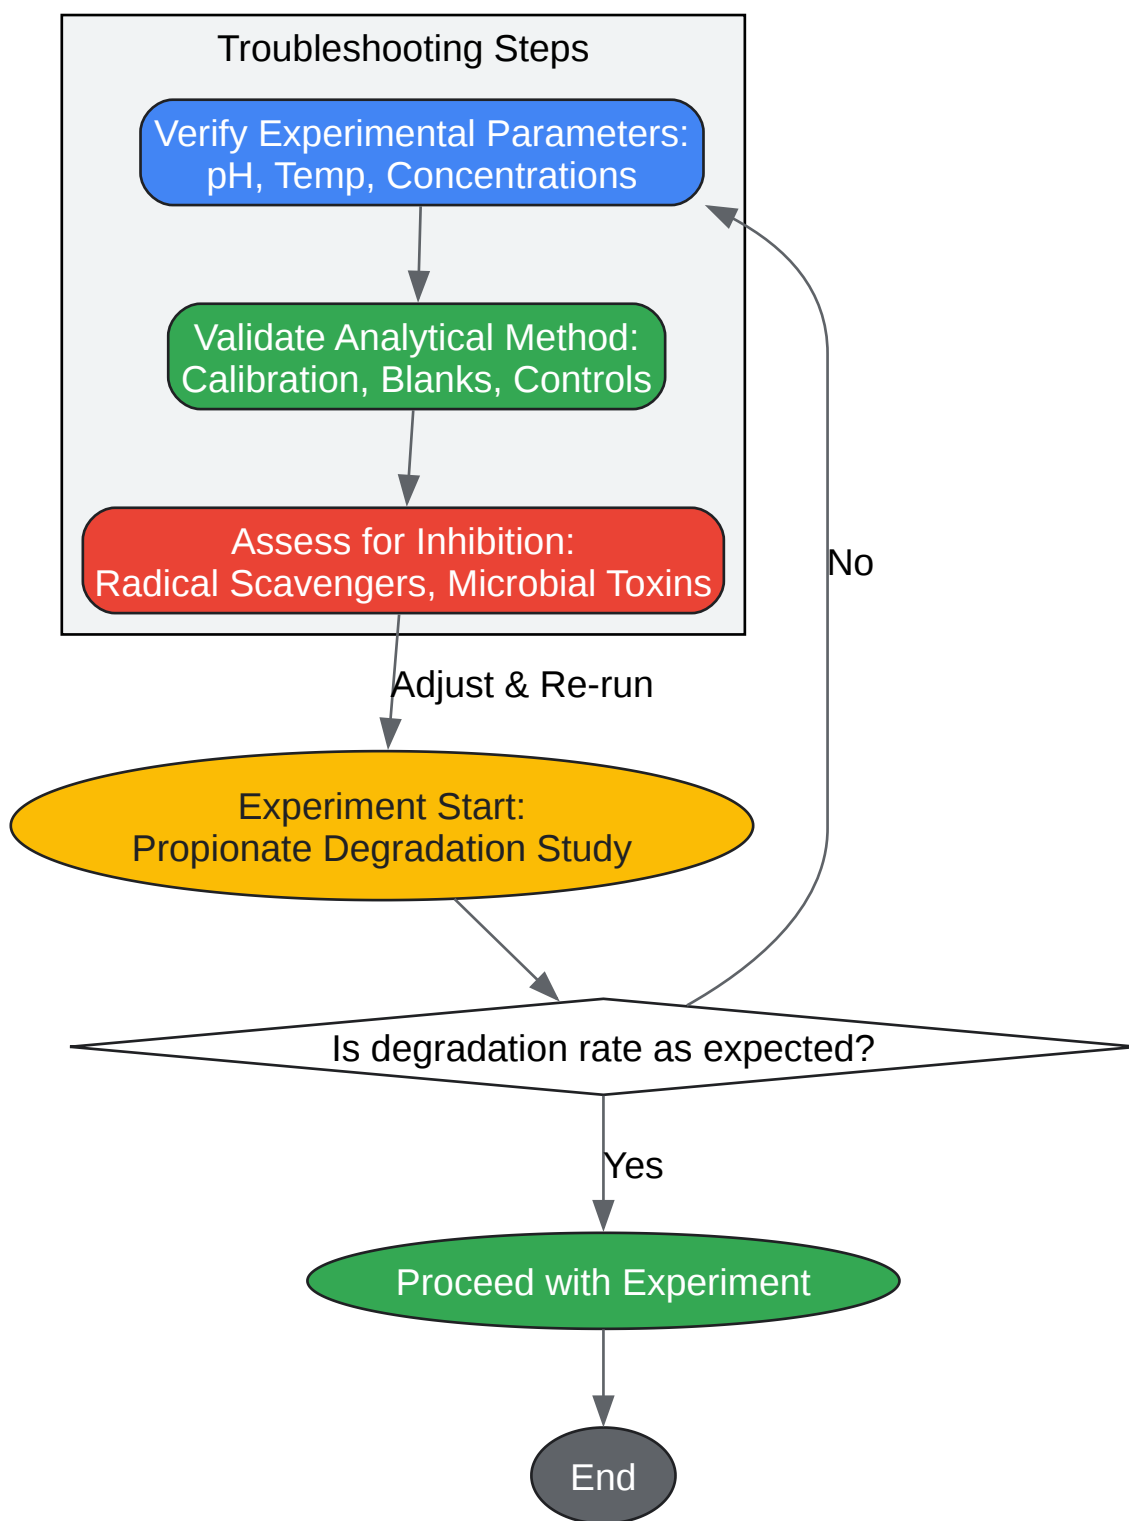 Troubleshooting Steps
Verify Experimental Parameters:
pH, Temp, Concentrations
Validate Analytical Method:
Calibration, Blanks, Controls
Assess for Inhibition:
Radical Scavengers, Microbial Toxins
No
Adjust & Re-run
Experiment Start:
Propionate Degradation Study
Is degradation rate as expected?
Yes
Proceed with Experiment
End